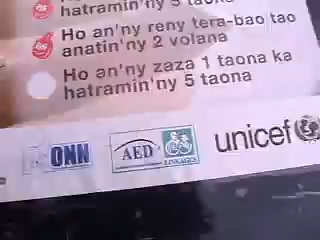 hatramin'ny 5 taona
Ho an'ny reny tera-bao tao
anatin'ny 2 volana
Ho an'ny zaza 1 taona ka
hatramin'ny 5 taona
ONN
AED
LINKAGES
unicef